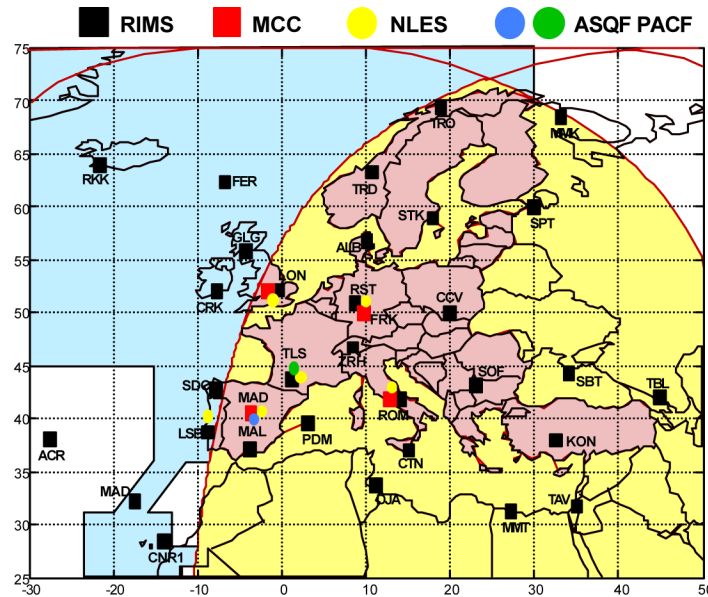 RIMS MCC NLES ASQF PACF
75
70
65
60
55
50
45
40
35
30
25
-30 -20 -10 0 10 20 30 40 50
TRO
MMK
RKK
FER
TRD
STK
SPT
GLG
ALB
LON
CRK
RST
FRK
CCV
ZRH
TLS
SDC
SOF
SBT
TBL
MAD
ROM
LSB
MAL
PDM
CTN
KON
ACR
MAD
DJA
MMT
TAV
CNR1